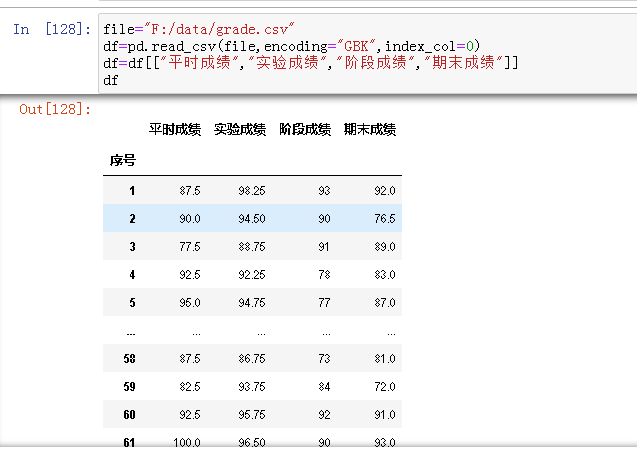 In [128]: file="F:/data/grade.csv"
df=pd.read_csv(file,encoding="GBK",index_col=0)
df=df[["平时成绩","实验成绩","阶段成绩","期末成绩"]]
df
Out[128]:
平时成绩 实验成绩 阶段成绩 期末成绩
序号
1 87.5 98.25 93 92.0
2 90.0 94.50 90 76.5
3 77.5 88.75 91 89.0
4 92.5 92.25 78 83.0
5 95.0 94.75 77 87.0
... ... ... ... ...
58 87.5 86.75 73 81.0
59 82.5 93.75 84 72.0
60 92.5 95.75 92 91.0
61 100.0 96.50 90 93.0